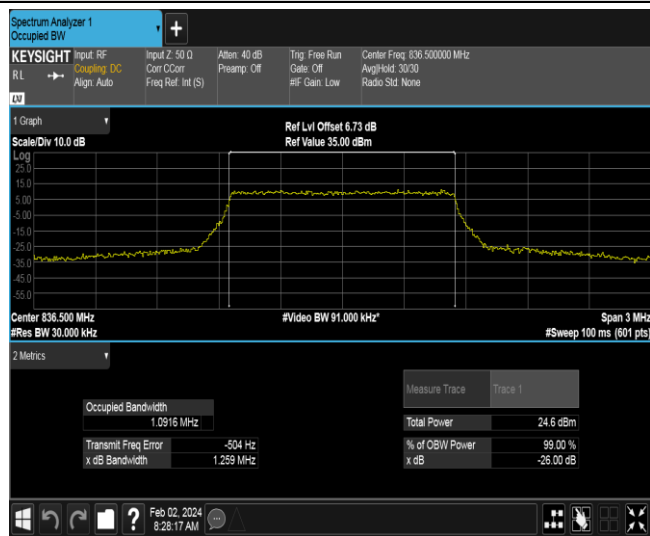 Spectrum Analyzer 1
Occupied BW
+
KEYSIGHT Input: RF Input Z: 50 Ω Atten: 40 dB Trig: Free Run Center Freq: 836.500000 MHz
RL Coupling: DC Corr CCorr Preamp: Off Gate: Off Avg|Hold: 30/30
Align: Auto Freq Ref: Int (S) #IF Gain: Low Radio Std: None
LXI
1 Graph
Ref Lvl Offset 6.73 dB
Scale/Div 10.0 dB Ref Value 35.00 dBm
Log
25.0
15.0
5.00
-5.00
-15.0
-25.0
-35.0
-45.0
-55.0
Center 836.500 MHz #Video BW 91.000 kHz* Span 3 MHz
#Res BW 30.000 kHz #Sweep 100 ms (601 pts)
2 Metrics
Measure Trace Trace 1
Occupied Bandwidth
1.0916 MHz
Total Power 24.6 dBm
Transmit Freq Error -504 Hz % of OBW Power 99.00 %
x dB Bandwidth 1.259 MHz x dB -26.00 dB
? Feb 02, 2024
8:28:17 AM